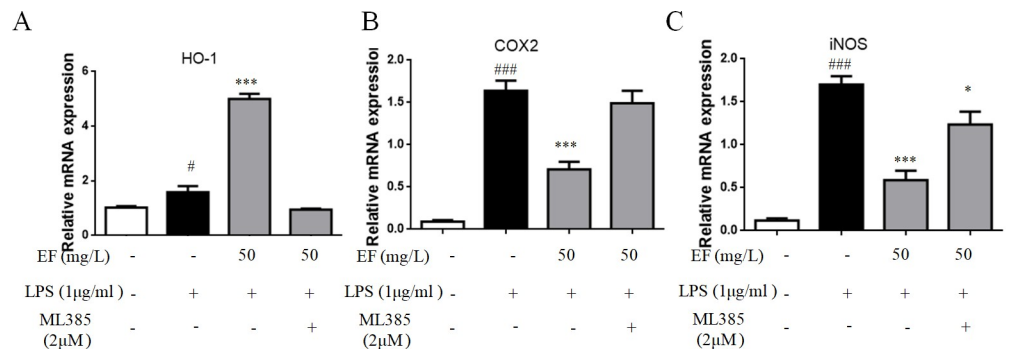 A
HO-1
Relative mRNA expression
6
4
2
0
#
***
EF (mg/L) - - 50 50
LPS (1μg/ml ) - + + +
ML385 (2μM) - - - +
B
COX2
Relative mRNA expression
2.0
1.5
1.0
0.5
0.0
###
***
EF (mg/L) - - 50 50
LPS (1μg/ml ) - + + +
ML385 (2μM) - - - +
C
iNOS
Relative mRNA expression
2.0
1.5
1.0
0.5
0.0
###
***
*
EF (mg/L) - - 50 50
LPS (1μg/ml ) - + + +
ML385 (2μM) - - - +